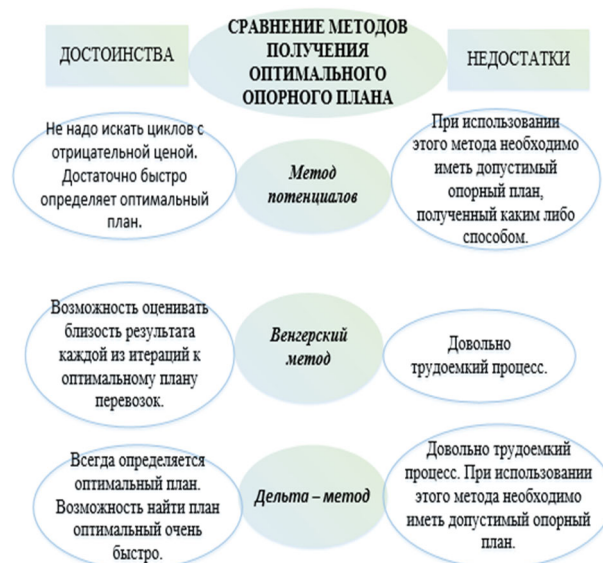 ДОСТОИНСТВА
СРАВНЕНИЕ МЕТОДОВ
ПОЛУЧЕНИЯ
ОПТИМАЛЬНОГО
ОПОРНОГО ПЛАНА
НЕДОСТАТКИ
Не надо искать циклов с
отрицательной ценой.
Достаточно быстро
определяет оптимальный
план.
Метод
потенциалов
При использовании
этого метода необходимо
иметь допустимый
опорный план,
полученный каким либо
способом.
Возможность оценивать
близость результата
каждой из итераций к
оптимальному плану
перевозок.
Венгерский
метод
Довольно
трудоемкий процесс.
Всегда определяется
оптимальный план.
Возможность найти план
оптимальный очень
быстро.
Дельта – метод
Довольно трудоемкий
процесс. При использовании
этого метода необходимо
иметь допустимый опорный
план.